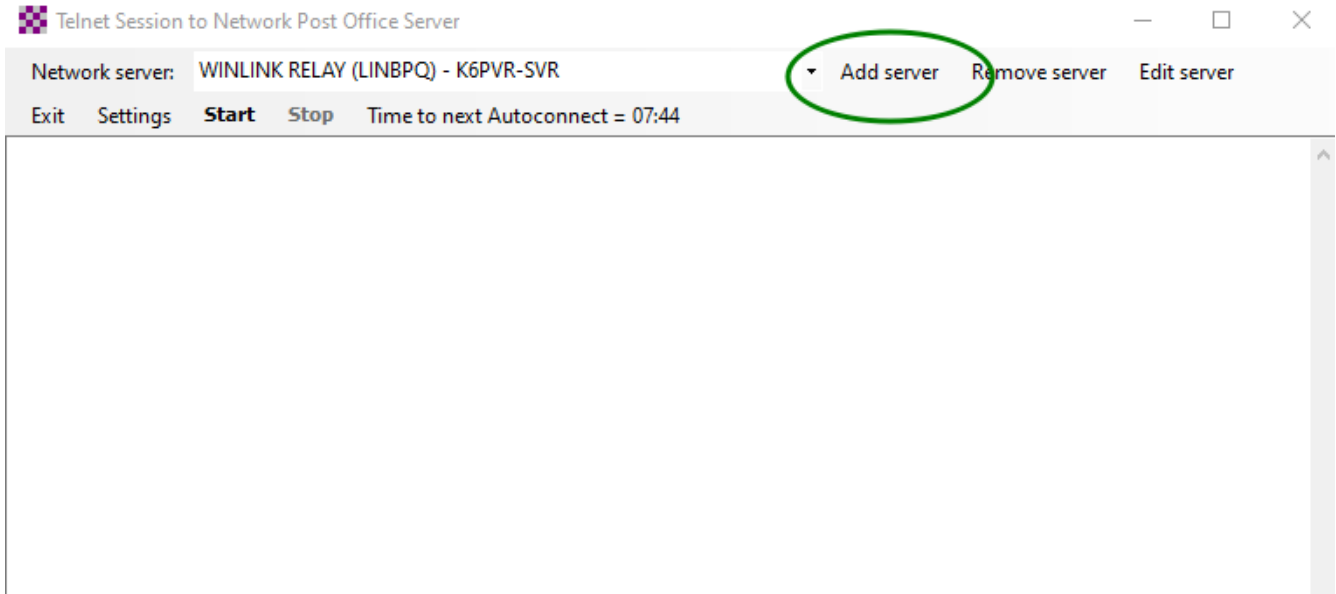 Telnet Session to Network Post Office Server
Network server: WINLINK RELAY (LINBPQ) - K6PVR-SVR Add server Remove server Edit server
Exit Settings Start Stop Time to next Autoconnect = 07:44